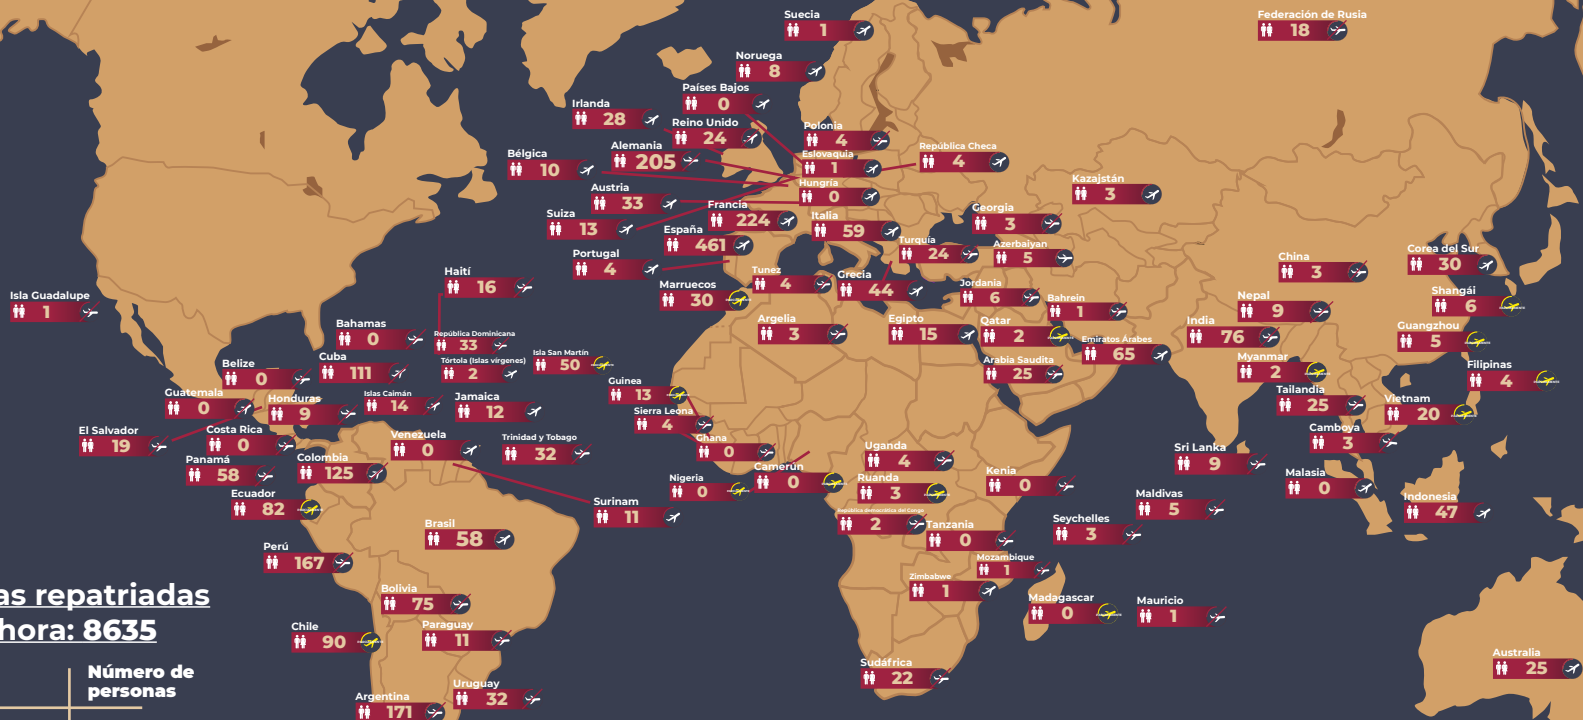 Suecia
1
Federación de Rusia
18
Noruega
8
Países Bajos
0
Irlanda
28
Reino Unido
24
Polonia
4
Alemania
205
Eslovaquia
1
República Checa
4
Bélgica
10
Hungría
0
Kazajstán
3
Austria
33
Francia
224
Italia
59
Georgia
3
Suiza
13
España
461
Turquía
24
Azerbaiyan
5
Corea del Sur
30
China
3
Portugal
4
Haití
16
Tunez
4
Grecia
44
Marruecos
30
Jordania
6
Bahrein
1
Nepal
9
Shangái
6
Isla Guadalupe
1
Bahamas
0
República Dominicana
33
Argelia
3
Egipto
15
Qatar
2
Emiratos Árabes
65
India
76
Guangzhou
5
Belize
0
Cuba
111
Tórtola (Islas vírgenes)
2
Isla San Martín
50
Arabia Saudita
25
Myanmar
2
Filipinas
4
Guatemala
0
Honduras
9
Islas Caimán
14
Jamaica
12
Guinea
13
Sierra Leona
4
Tailandia
25
Vietnam
20
El Salvador
19
Costa Rica
0
Venezuela
0
Trinidad y Tobago
32
Ghana
0
Camboya
3
Panamá
58
Colombia
125
Camerún
0
Uganda
4
Kenia
0
Sri Lanka
9
Malasia
0
Ecuador
82
Surinam
11
Nigeria
0
Ruanda
3
Maldivas
5
Indonesia
47
Brasil
58
República democrática del Congo
2
Tanzania
0
Seychelles
3
Perú
167
Mozambique
1
Zimbabwe
1
Bolivia
75
Madagascar
0
Mauricio
1
as repatriadas
hora: 8635
Chile
90
Paraguay
11
Sudáfrica
22
Australia
25
Número de
personas
Argentina
171
Uruguay
32